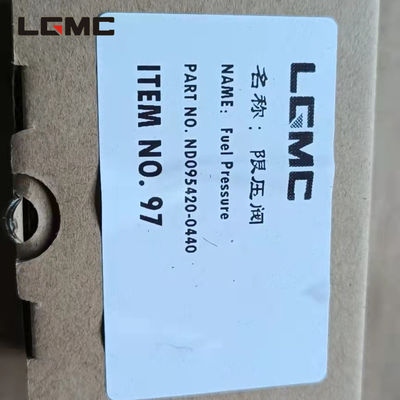 LGMC
LGMC
名称：限压阀
NAME: Fuel Pressure
PART NO. ND095420-0440
ITEM NO. 97